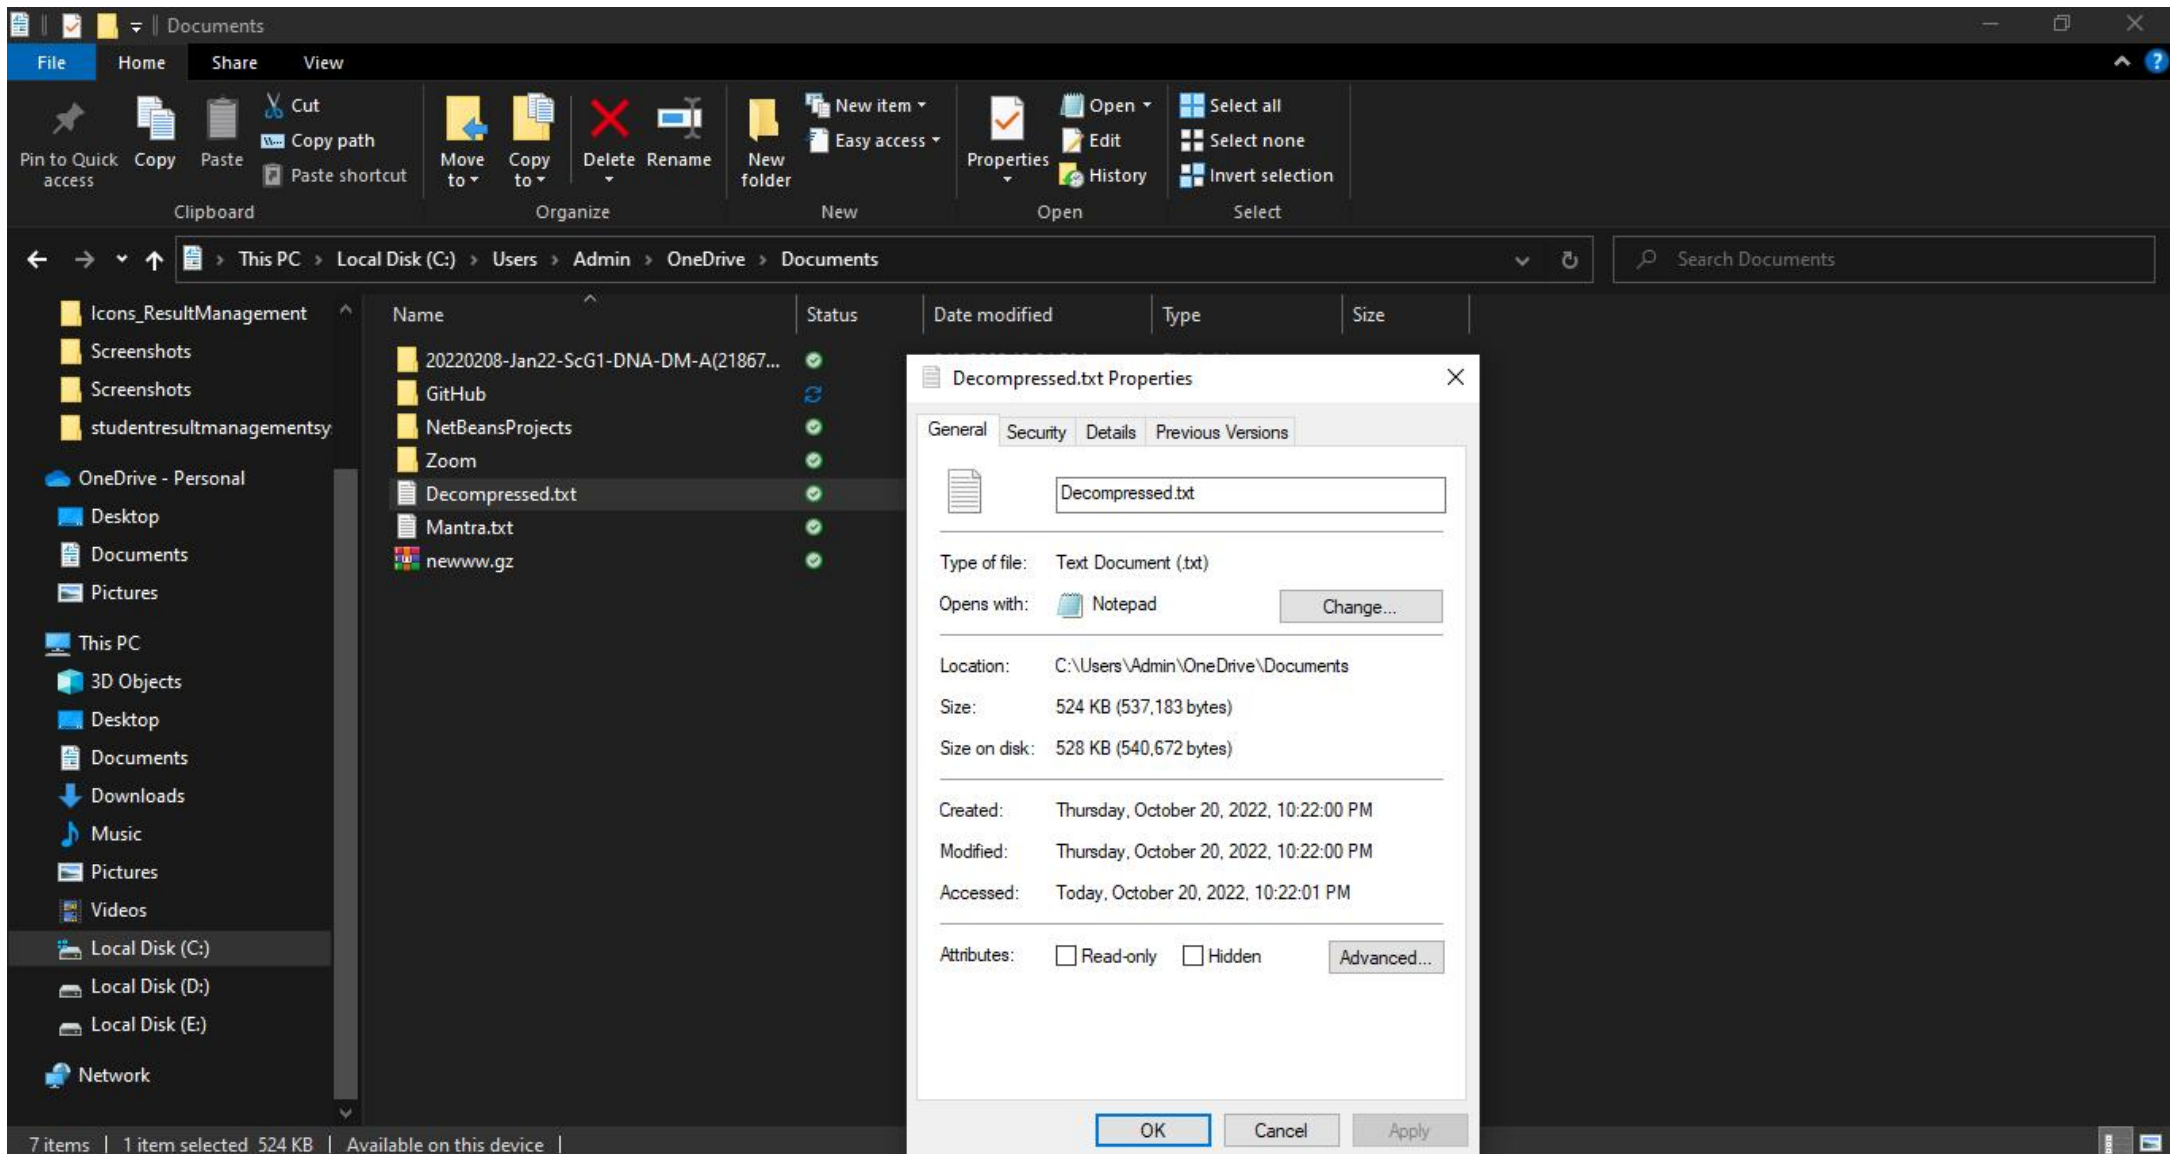 Documents
File Home Share View
Pin to Quick access
Copy
Paste
Cut
Copy path
Paste shortcut
Clipboard
Move to
Copy to
Delete
Rename
Organize
New folder
New item
Easy access
New
Properties
Open
Edit
History
Open
Select all
Select none
Invert selection
Select
This PC > Local Disk (C:) > Users > Admin > OneDrive > Documents
Search Documents
Icons_ResultManagement
Screenshots
Screenshots
studentresultmanagementsy
OneDrive - Personal
Desktop
Documents
Pictures
This PC
3D Objects
Desktop
Documents
Downloads
Music
Pictures
Videos
Local Disk (C:)
Local Disk (D:)
Local Disk (E:)
Network
Name Status Date modified Type Size
20220208-Jan22-ScG1-DNA-DM-A(21867...
GitHub
NetBeansProjects
Zoom
Decompressed.txt
Mantra.txt
newww.gz
Decompressed.txt Properties
General Security Details Previous Versions
Decompressed.txt
Type of file: Text Document (.txt)
Opens with: Notepad Change...
Location: C:\Users\Admin\OneDrive\Documents
Size: 524 KB (537,183 bytes)
Size on disk: 528 KB (540,672 bytes)
Created: Thursday, October 20, 2022, 10:22:00 PM
Modified: Thursday, October 20, 2022, 10:22:00 PM
Accessed: Today, October 20, 2022, 10:22:01 PM
Attributes: Read-only Hidden Advanced...
OK Cancel Apply
7 items | 1 item selected 524 KB | Available on this device |